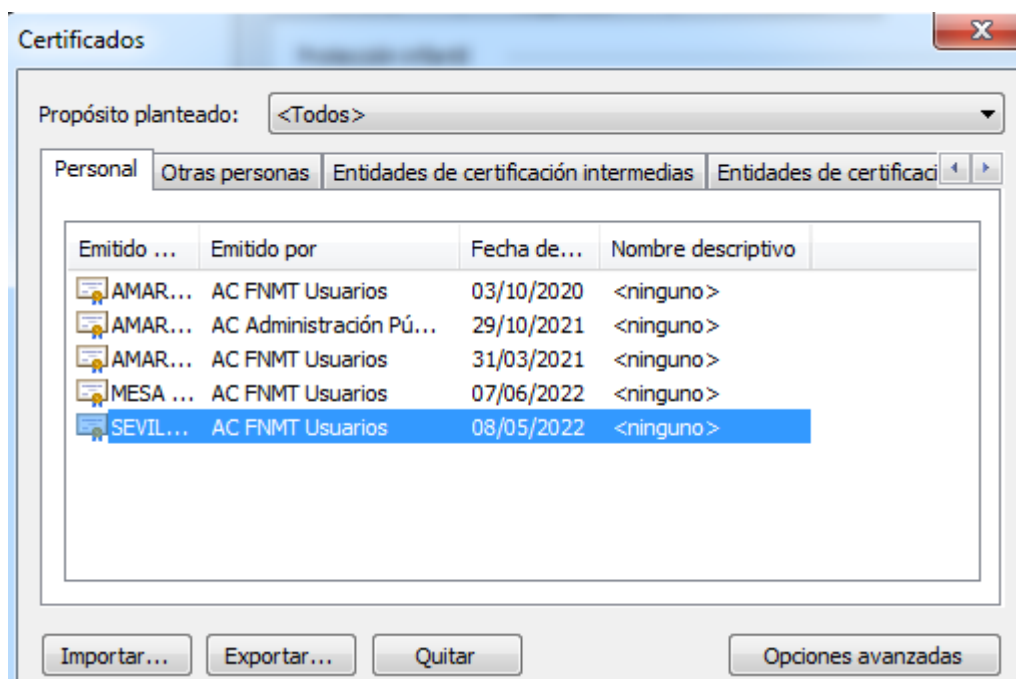 Certificados
Propósito planteado: <Todos>
Personal Otras personas Entidades de certificación intermedias Entidades de certificaci
Emitido ... Emitido por Fecha de... Nombre descriptivo
AMAR... AC FNMT Usuarios 03/10/2020 <ninguno>
AMAR... AC Administración Pú... 29/10/2021 <ninguno>
AMAR... AC FNMT Usuarios 31/03/2021 <ninguno>
MESA ... AC FNMT Usuarios 07/06/2022 <ninguno>
SEVIL... AC FNMT Usuarios 08/05/2022 <ninguno>
Importar... Exportar... Quitar Opciones avanzadas